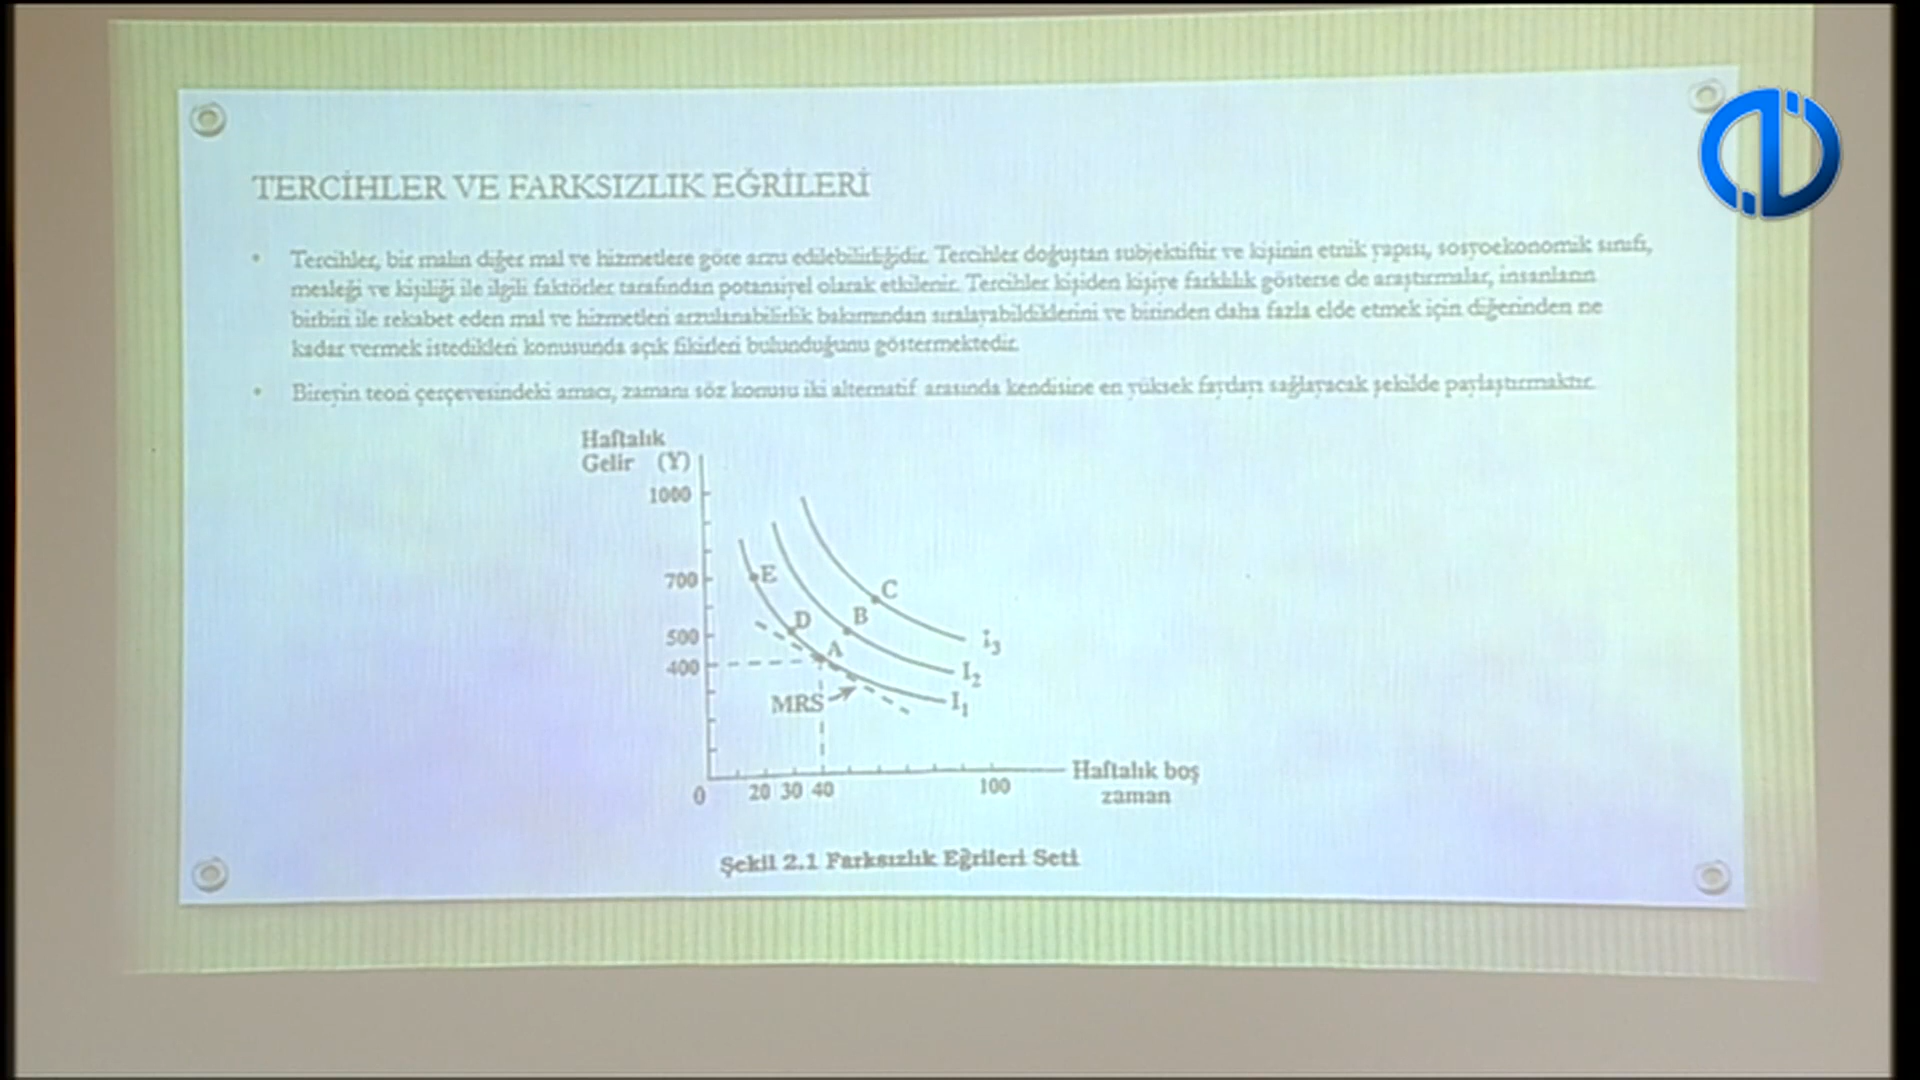 TERCİHLER VE FARKSIZLIK EĞRİLERİ
• Tercihler, bir malın diğer mal ve hizmetlere göre arzu edilebilirliğidir. Tercihler doğuştan subjektiftir ve kişinin etnik yapısı, sosyoekonomik sınıfı,
mesleği ve kişiliği ile ilgili faktörler tarafından potansiyel olarak etkilenir. Tercihler kişiden kişiye farklılık gösterse de araştırmalar, insanların
birbiri ile rekabet eden mal ve hizmetleri arzulanabilirlik bakımından sıralayabildiklerini ve birinden daha fazla elde etmek için diğerinden ne
kadar vermek istedikleri konusunda açık fikirleri bulunduğunu göstermektedir.
• Bireyin teori çerçevesindeki amacı, zamanı söz konusu iki alternatif arasında kendisine en yüksek faydayı sağlayacak şekilde paylaştırmaktır.
Haftalık
Gelir (Y)
1000
700
500
400
E
D
A
B
C
MRS
I3
I2
I1
0 20 30 40 100
Haftalık boş
zaman
Şekil 2.1 Farksızlık Eğrileri Seti